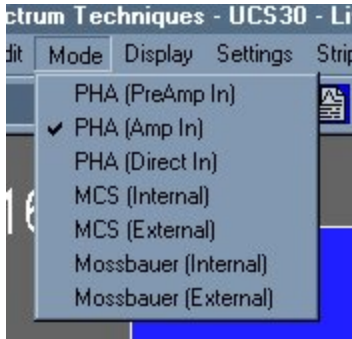 ctrum Techniques - UCS30 - Li
dit Mode Display Settings Strip
PHA (PreAmp In)
PHA (Amp In)
PHA (Direct In)
MCS (Internal)
MCS (External)
Mossbauer (Internal)
Mossbauer (External)
16